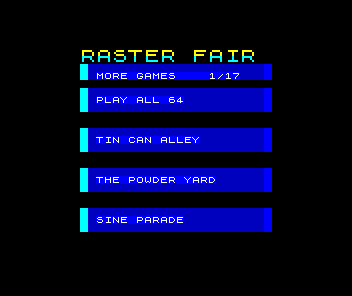 RASTER FAIR
MORE GAMES 1/17
PLAY ALL 64
TIN CAN ALLEY
THE POWDER YARD
SINE PARADE